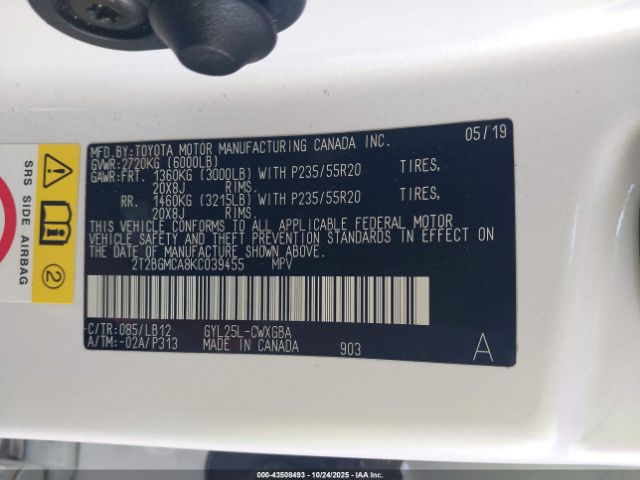 MFD.BY:TOYOTA MOTOR MANUFACTURING CANADA INC. 05/19
GVWR:2720KG (6000LB)
GAWR:FRT. 1360KG (3000LB) WITH P235/55R20 TIRES,
20X8J RIMS.
RR. 1460KG (3215LB) WITH P235/55R20 TIRES,
20X8J RIMS.
THIS VEHICLE CONFORMS TO ALL APPLICABLE FEDERAL MOTOR
VEHICLE SAFETY AND THEFT PREVENTION STANDARDS IN EFFECT ON
THE DATE OF MANUFACTURE SHOWN ABOVE.
2T2BGMCA8KC039455 MPV
C/TR:085/LB12 GYL25L-CWXGBA
A/TM:-02A/P313 MADE IN CANADA 903 A
SRS SIDE AIRBAG
2
000-43508493 - 10/24/2025 - IAA, Inc.